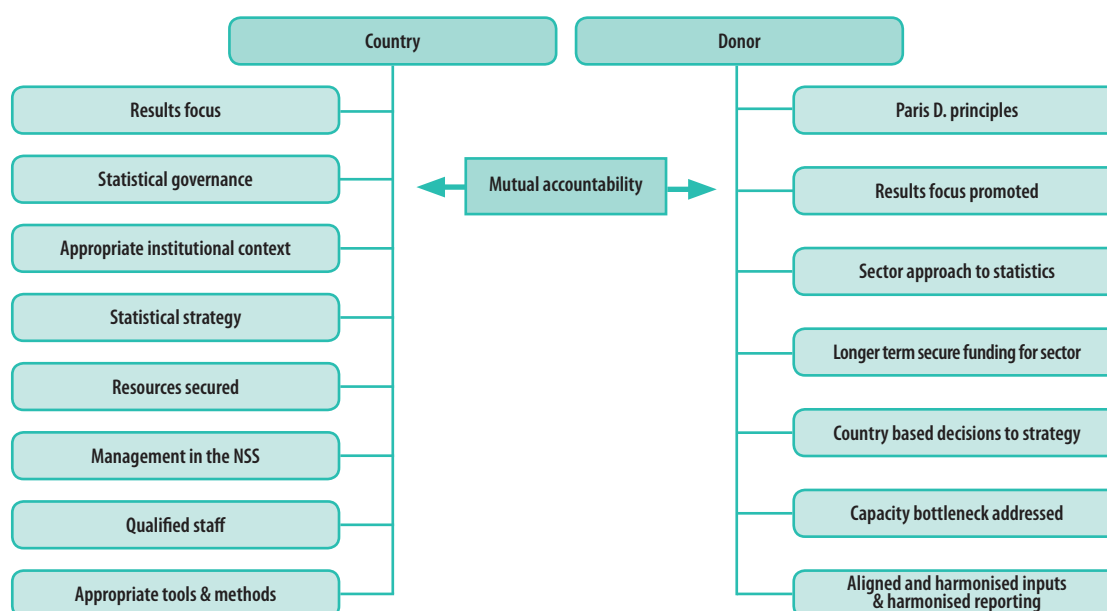 Country
Donor
Results focus
Statistical governance
Appropriate institutional context
Statistical strategy
Resources secured
Management in the NSS
Qualified staff
Appropriate tools & methods
Mutual accountability
Paris D. principles
Results focus promoted
Sector approach to statistics
Longer term secure funding for sector
Country based decisions to strategy
Capacity bottleneck addressed
Aligned and harmonised inputs
& harmonised reporting